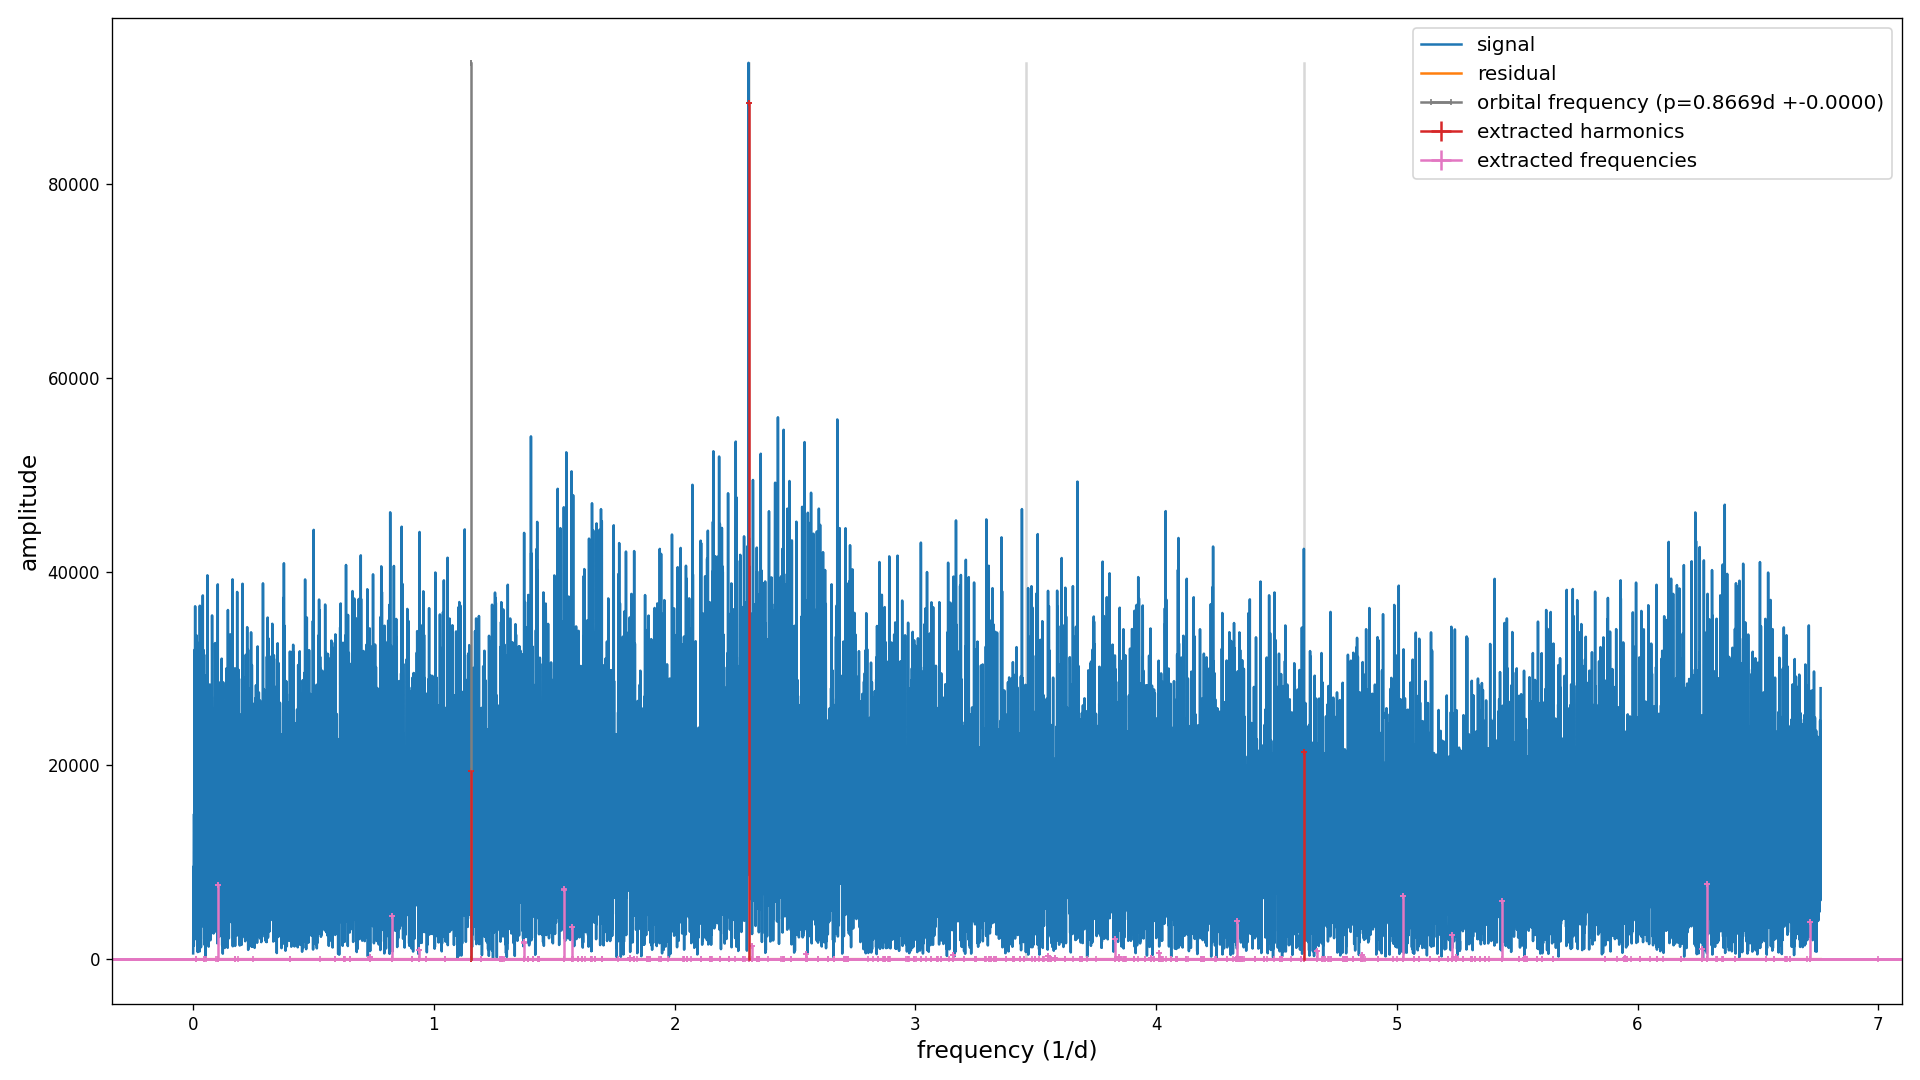 signal
residual
orbital frequency (p=0.8669d +-0.0000)
extracted harmonics
extracted frequencies
80000
60000
40000
20000
0
amplitude
0 1 2 3 4 5 6 7
frequency (1/d)